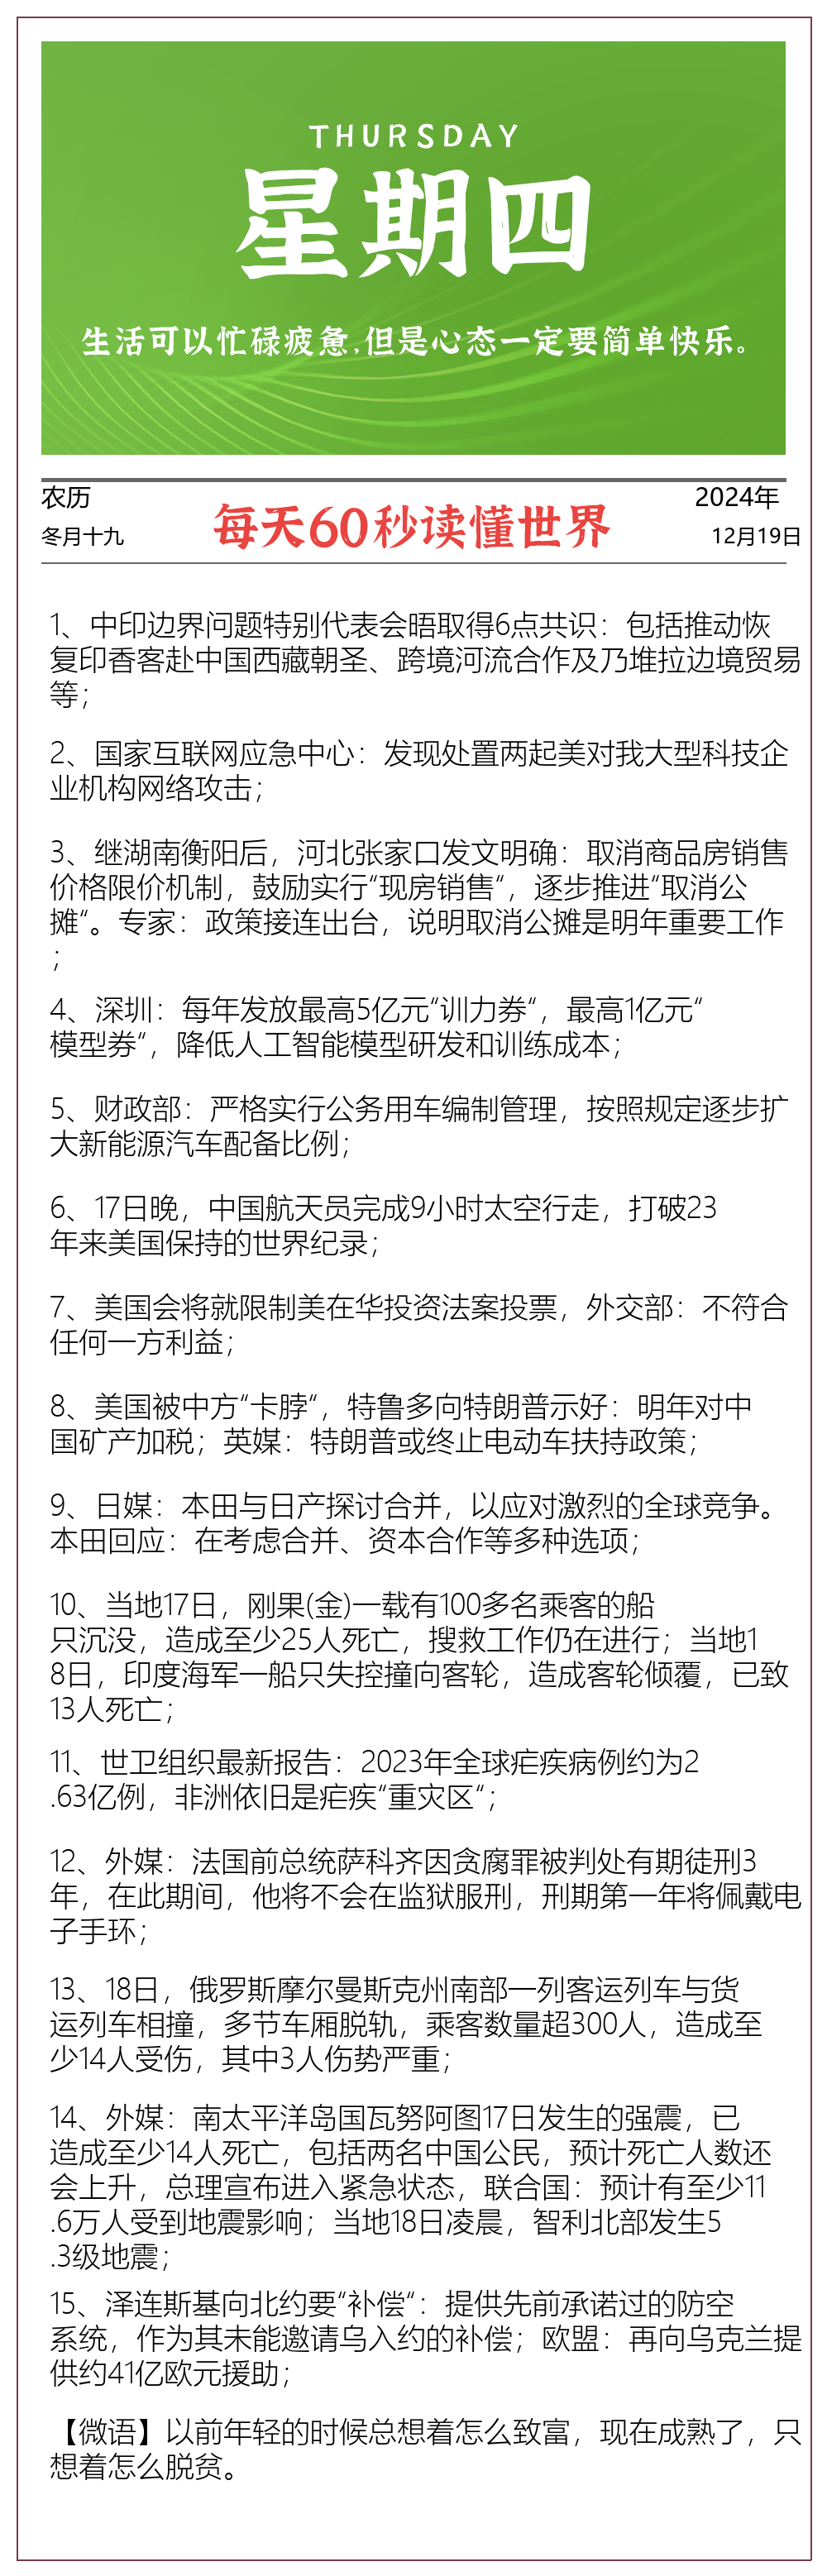 THURSDAY
星期四
生活可以忙碌疲惫,但是心态一定要简单快乐。
农历
2024年
每天60秒读懂世界
冬月十九
12月19日
1、中印边界问题特别代表会晤取得6点共识：包括推动恢
复印香客赴中国西藏朝圣、跨境河流合作及乃堆拉边境贸易
等；
2、国家互联网应急中心：发现处置两起美对我大型科技企
业机构网络攻击；
3、继湖南衡阳后，河北张家口发文明确：取消商品房销售
价格限价机制，鼓励实行“现房销售“，逐步推进“取消公
摊“。专家：政策接连出台，说明取消公摊是明年重要工作
；
4、深圳：每年发放最高5亿元“训力券“，最高1亿元“
模型券“，降低人工智能模型研发和训练成本；
5、财政部：严格实行公务用车编制管理，按照规定逐步扩
大新能源汽车配备比例；
6、17日晚，中国航天员完成9小时太空行走，打破23
年来美国保持的世界纪录；
7、美国会将就限制美在华投资法案投票，外交部：不符合
任何一方利益；
8、美国被中方“卡脖“，特鲁多向特朗普示好：明年对中
国矿产加税；英媒：特朗普或终止电动车扶持政策；
9、日媒：本田与日产探讨合并，以应对激烈的全球竞争。
本田回应：在考虑合并、资本合作等多种选项；
10、当地17日，刚果(金)一载有100多名乘客的船
只沉没，造成至少25人死亡，搜救工作仍在进行；当地1
8日，印度海军一船只失控撞向客轮，造成客轮倾覆，已致
13人死亡；
11、世卫组织最新报告：2023年全球疟疾病例约为2
.63亿例，非洲依旧是疟疾“重灾区“；
12、外媒：法国前总统萨科齐因贪腐罪被判处有期徒刑3
年，在此期间，他将不会在监狱服刑，刑期第一年将佩戴电
子手环；
13、18日，俄罗斯摩尔曼斯克州南部一列客运列车与货
运列车相撞，多节车厢脱轨，乘客数量超300人，造成至
少14人受伤，其中3人伤势严重；
14、外媒：南太平洋岛国瓦努阿图17日发生的强震，已
造成至少14人死亡，包括两名中国公民，预计死亡人数还
会上升，总理宣布进入紧急状态，联合国：预计有至少11
.6万人受到地震影响；当地18日凌晨，智利北部发生5
.3级地震；
15、泽连斯基向北约要“补偿“：提供先前承诺过的防空
系统，作为其未能邀请乌入约的补偿；欧盟：再向乌克兰提
供约41亿欧元援助；
【微语】以前年轻的时候总想着怎么致富，现在成熟了，只
想着怎么脱贫。